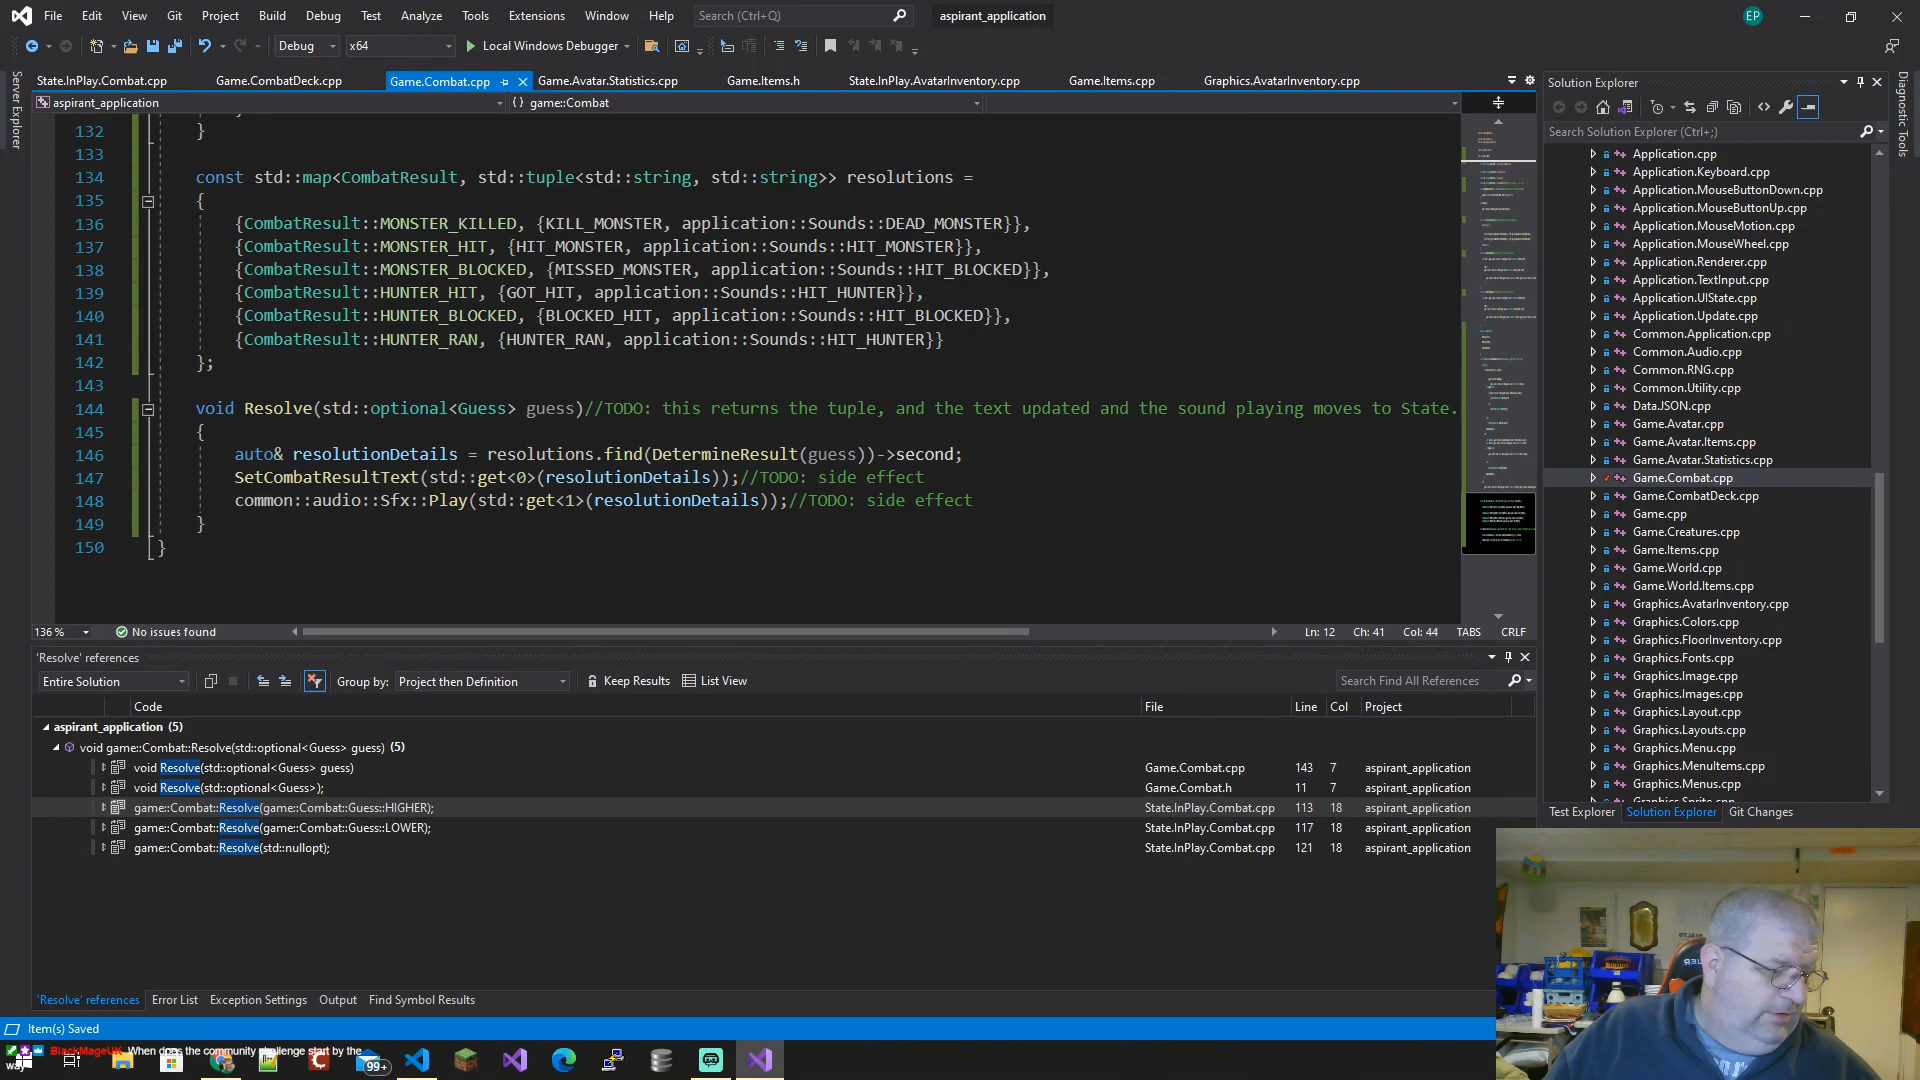 File Edit View Git Project Build Debug Test Analyze Tools Extensions Window Help Search (Ctrl+Q) aspirant_application EP
Debug x64 Local Windows Debugger
State.InPlay.Combat.cpp Game.CombatDeck.cpp Game.Combat.cpp Game.Avatar.Statistics.cpp Game.Items.h State.InPlay.AvatarInventory.cpp Game.Items.cpp Graphics.AvatarInventory.cpp
aspirant_application game::Combat
Server Explorer
132 }
133
134 const std::map<CombatResult, std::tuple<std::string, std::string>> resolutions =
135 {
136 {CombatResult::MONSTER_KILLED, {KILL_MONSTER, application::Sounds::DEAD_MONSTER}},
137 {CombatResult::MONSTER_HIT, {HIT_MONSTER, application::Sounds::HIT_MONSTER}},
138 {CombatResult::MONSTER_BLOCKED, {MISSED_MONSTER, application::Sounds::HIT_BLOCKED}},
139 {CombatResult::HUNTER_HIT, {GOT_HIT, application::Sounds::HIT_HUNTER}},
140 {CombatResult::HUNTER_BLOCKED, {BLOCKED_HIT, application::Sounds::HIT_BLOCKED}},
141 {CombatResult::HUNTER_RAN, {HUNTER_RAN, application::Sounds::HIT_HUNTER}}
142 };
143
144 void Resolve(std::optional<Guess> guess)//TODO: this returns the tuple, and the text updated and the sound playing moves to State.
145 {
146 auto& resolutionDetails = resolutions.find(DetermineResult(guess))->second;
147 SetCombatResultText(std::get<0>(resolutionDetails));//TODO: side effect
148 common::audio::Sfx::Play(std::get<1>(resolutionDetails));//TODO: side effect
149 }
150 }
136 % No issues found Ln: 12 Ch: 41 Col: 44 TABS CRLF
'Resolve' references
Entire Solution Group by: Project then Definition Keep Results List View Search Find All References
Code File Line Col Project
aspirant_application (5)
void game::Combat::Resolve(std::optional<Guess> guess) (5)
void Resolve(std::optional<Guess> guess) Game.Combat.cpp 143 7 aspirant_application
void Resolve(std::optional<Guess>); Game.Combat.h 11 7 aspirant_application
game::Combat::Resolve(game::Combat::Guess::HIGHER); State.InPlay.Combat.cpp 113 18 aspirant_application
game::Combat::Resolve(game::Combat::Guess::LOWER); State.InPlay.Combat.cpp 117 18 aspirant_application
game::Combat::Resolve(std::nullopt); State.InPlay.Combat.cpp 121 18 aspirant_application
'Resolve' references Error List Exception Settings Output Find Symbol Results
Item(s) Saved
BlackMageUK When does the community challenge start by the
way
99+
Solution Explorer
Search Solution Explorer (Ctrl+;)
Application.cpp
Application.Keyboard.cpp
Application.MouseButtonDown.cpp
Application.MouseButtonUp.cpp
Application.MouseMotion.cpp
Application.MouseWheel.cpp
Application.Renderer.cpp
Application.TextInput.cpp
Application.UIState.cpp
Application.Update.cpp
Common.Application.cpp
Common.Audio.cpp
Common.RNG.cpp
Common.Utility.cpp
Data.JSON.cpp
Game.Avatar.cpp
Game.Avatar.Items.cpp
Game.Avatar.Statistics.cpp
Game.Combat.cpp
Game.CombatDeck.cpp
Game.cpp
Game.Creatures.cpp
Game.Items.cpp
Game.World.cpp
Game.World.Items.cpp
Graphics.AvatarInventory.cpp
Graphics.Colors.cpp
Graphics.FloorInventory.cpp
Graphics.Fonts.cpp
Graphics.Image.cpp
Graphics.Images.cpp
Graphics.Layout.cpp
Graphics.Layouts.cpp
Graphics.Menu.cpp
Graphics.MenuItems.cpp
Graphics.Menus.cpp
Graphics.Sprite.cpp
Test Explorer Solution Explorer Git Changes
Diagnostic Tools